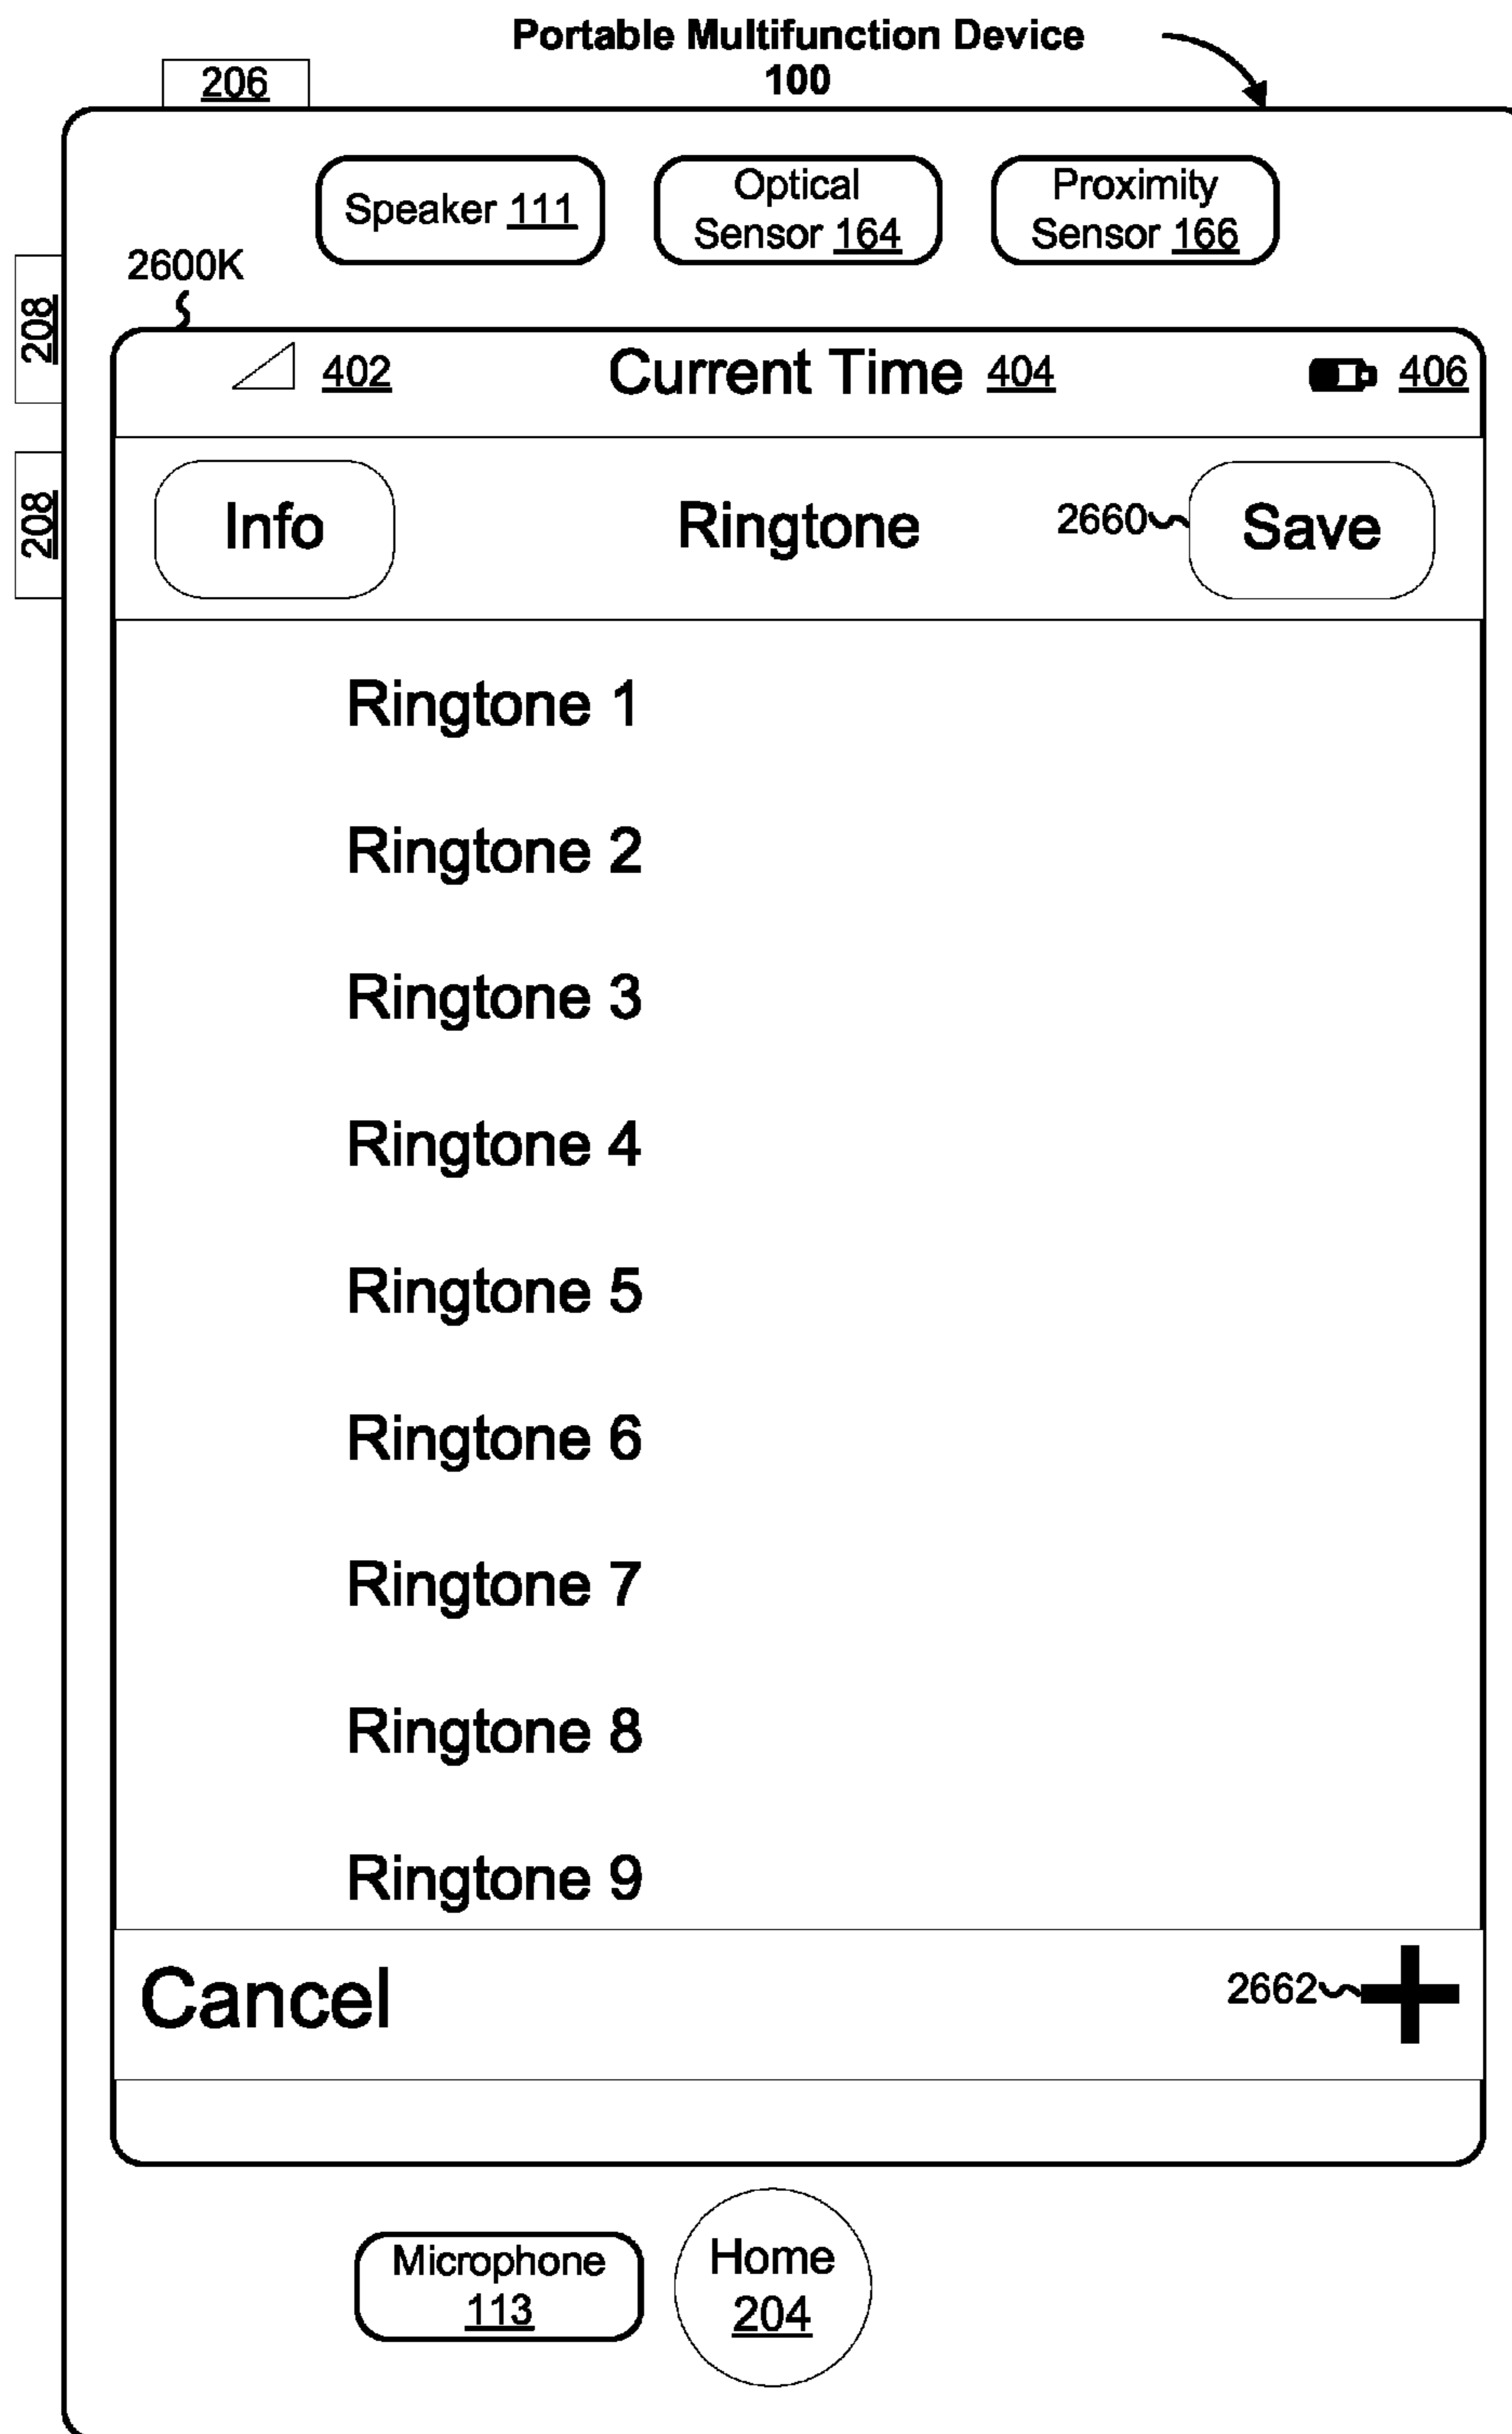 Portable Multifunction Device
100
206
Speaker 111
Optical
Sensor 164
Proximity
Sensor 166
2600K
208
402
Current Time 404
406
208
Info
Ringtone
2660
Save
Ringtone 1
Ringtone 2
Ringtone 3
Ringtone 4
Ringtone 5
Ringtone 6
Ringtone 7
Ringtone 8
Ringtone 9
Cancel
2662
Microphone
113
Home
204